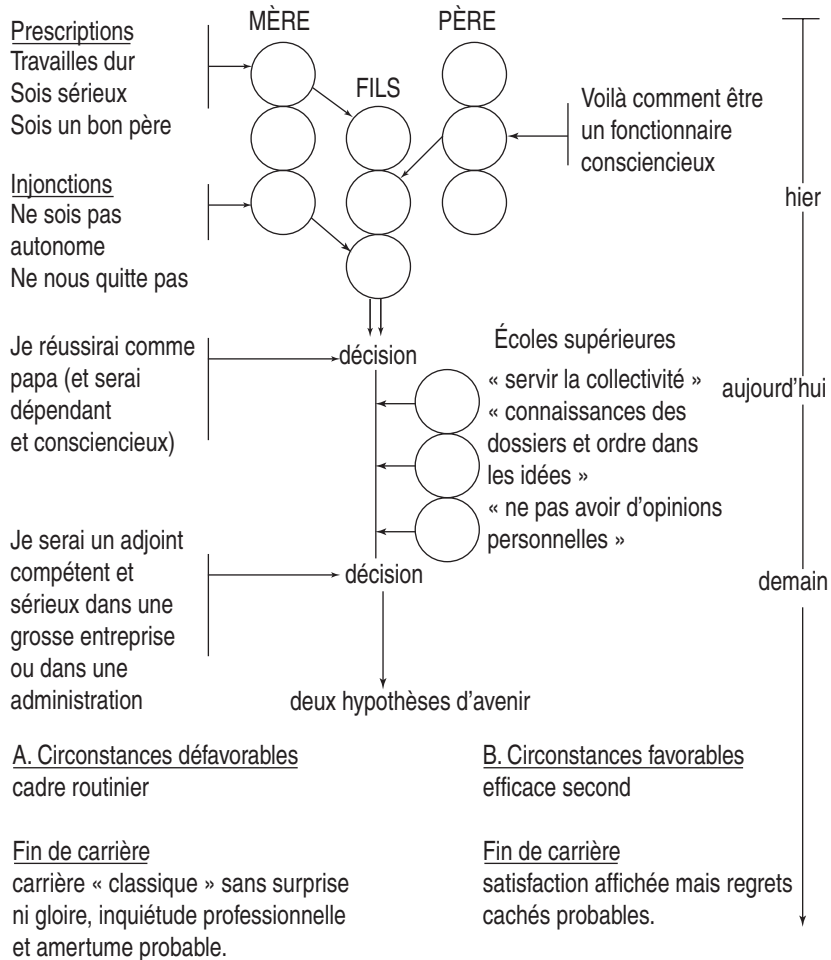 MÈRE
PÈRE
FILS
Prescriptions
Travailles dur
Sois sérieux
Sois un bon père
Voilà comment être
un fonctionnaire
consciencieux
hier
Injonctions
Ne sois pas
autonome
Ne nous quitte pas
Je réussirai comme
papa (et serai
dépendant
et consciencieux)
décision
Écoles supérieures
« servir la collectivité »
« connaissances des
dossiers et ordre dans
les idées »
« ne pas avoir d'opinions
personnelles »
aujourd'hui
Je serai un adjoint
compétent et
sérieux dans une
grosse entreprise
ou dans une
administration
décision
demain
deux hypothèses d'avenir
A. Circonstances défavorables
cadre routinier
Fin de carrière
carrière « classique » sans surprise
ni gloire, inquiétude professionnelle
et amertume probable.
B. Circonstances favorables
efficace second
Fin de carrière
satisfaction affichée mais regrets
cachés probables.